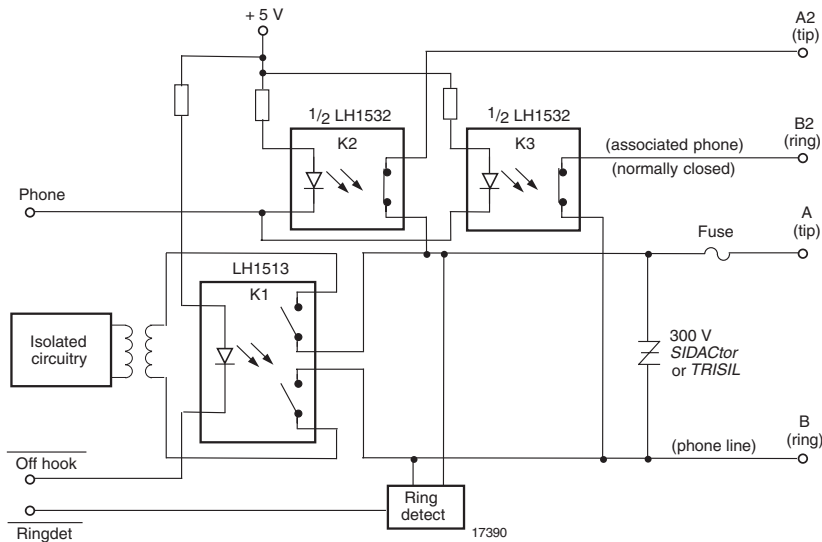 + 5 V
A2
(tip)
1/2 LH1532
1/2 LH1532
K2
K3
B2
(ring)
(associated phone)
(normally closed)
Phone
A
(tip)
Fuse
LH1513
K1
Isolated
circuitry
300 V
SIDACtor
or TRISIL
B
(ring)
(phone line)
Off hook
Ring
detect
Ringdet
17390